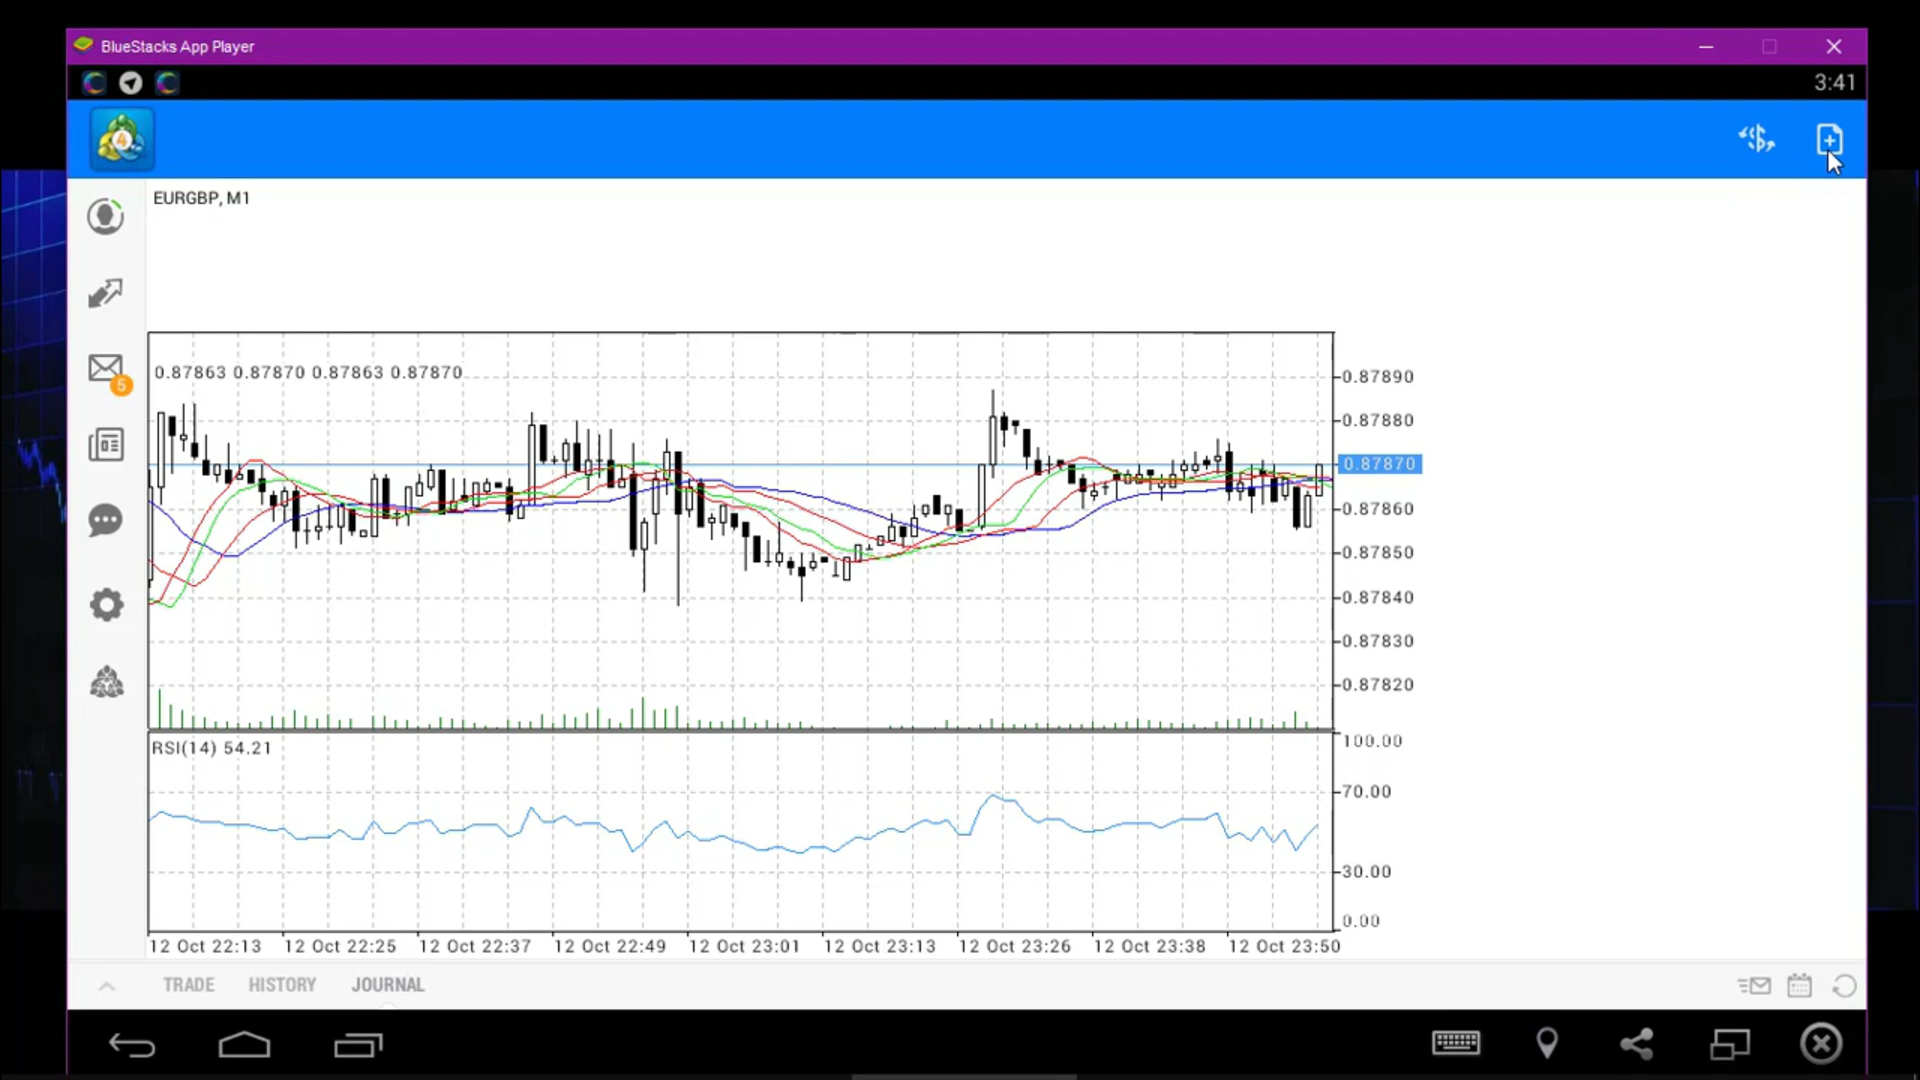 BlueStacks App Player
3:41
4
EURGBP, M1
5
0.87863 0.87870 0.87863 0.87870
0.87890
0.87880
0.87870
0.87860
0.87850
0.87840
0.87830
0.87820
RSI(14) 54.21
100.00
70.00
30.00
0.00
12 Oct 22:13 12 Oct 22:25 12 Oct 22:37 12 Oct 22:49 12 Oct 23:01 12 Oct 23:13 12 Oct 23:26 12 Oct 23:38 12 Oct 23:50
TRADE HISTORY JOURNAL